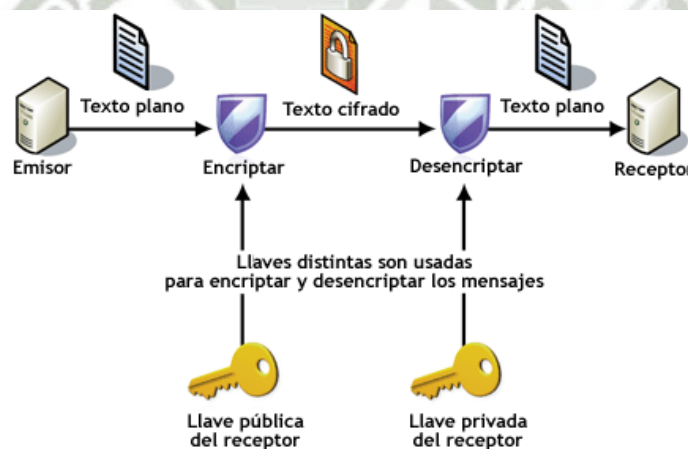 Texto plano
Texto cifrado
Texto plano
Emisor
Encriptar
Desencriptar
Receptor
Llaves distintas son usadas
para encriptar y desencriptar los mensajes
Llave pública
del receptor
Llave privada
del receptor